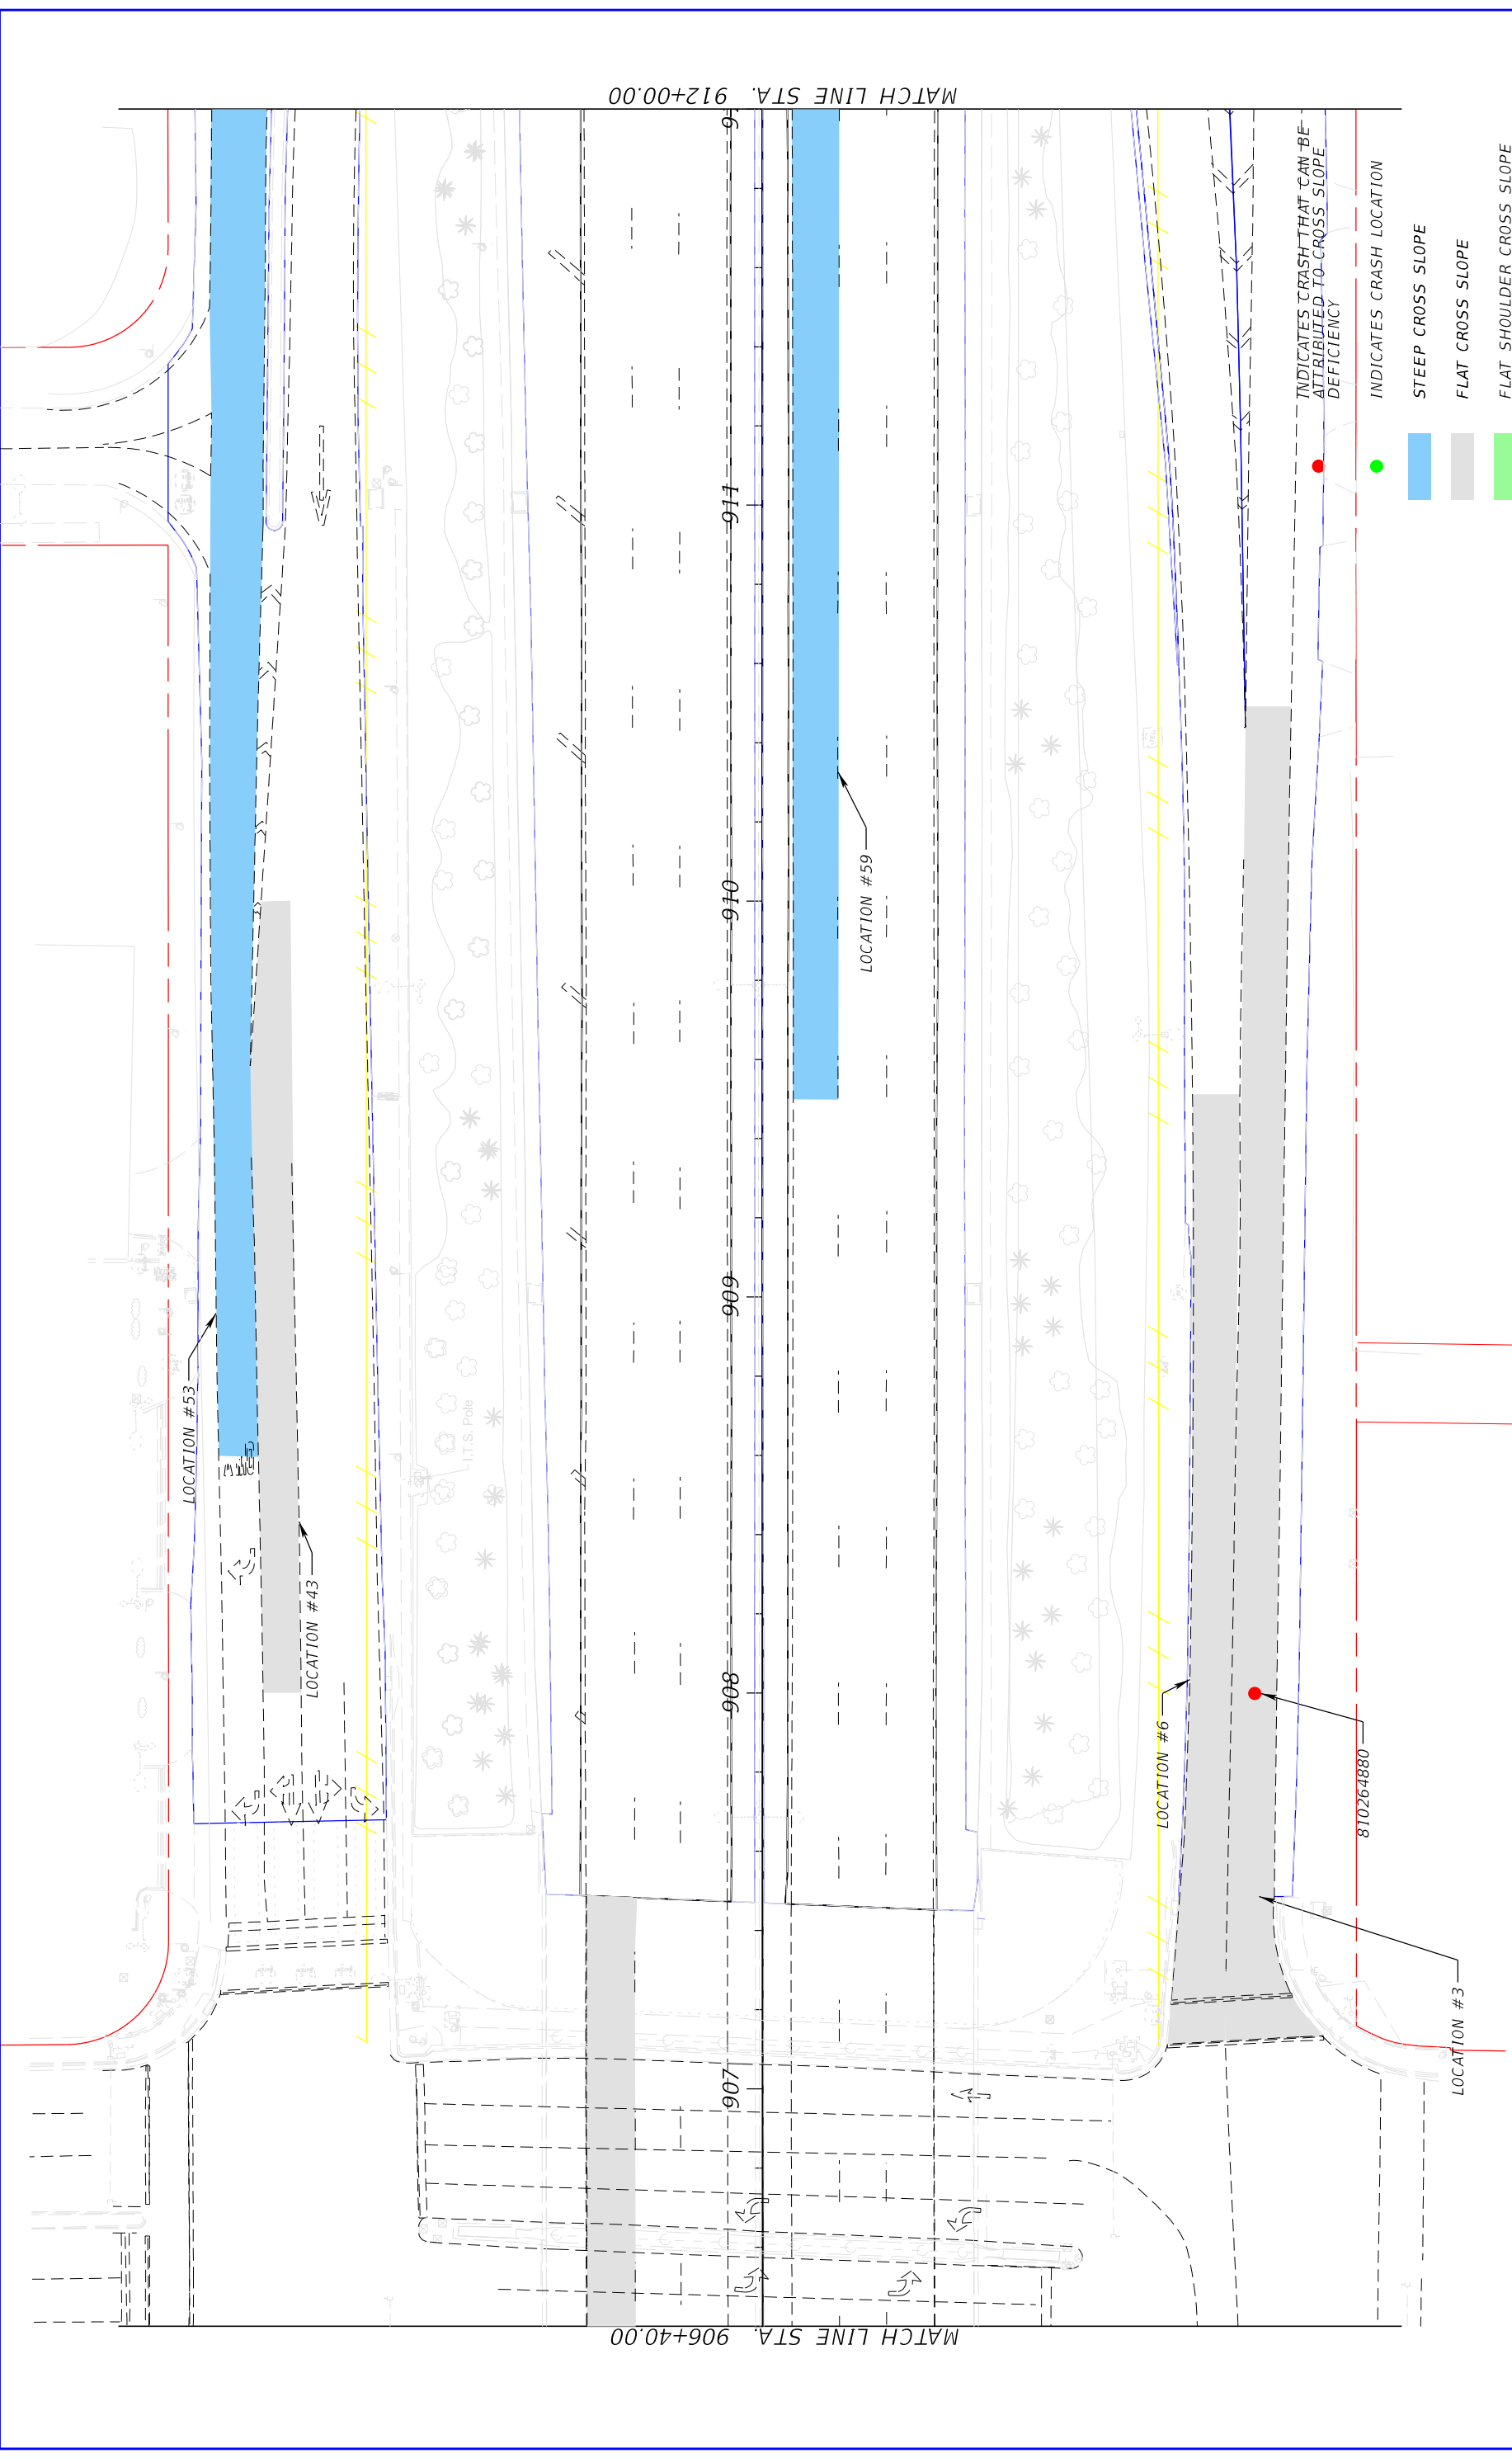 MATCH LINE STA. 912+00.00
INDICATES CRASH THAT CAN BE
ATTRIBUTED TO CROSS SLOPE
DEFICIENCY
INDICATES CRASH LOCATION
STEEP CROSS SLOPE
FLAT CROSS SLOPE
FLAT SHOULDER CROSS SLOPE
911
910
909
908
907
LOCATION #59
LOCATION #53
LOCATION #43
I.T.S. Pole
LOCATION #6
810264880
LOCATION #3
MATCH LINE STA. 906+40.00